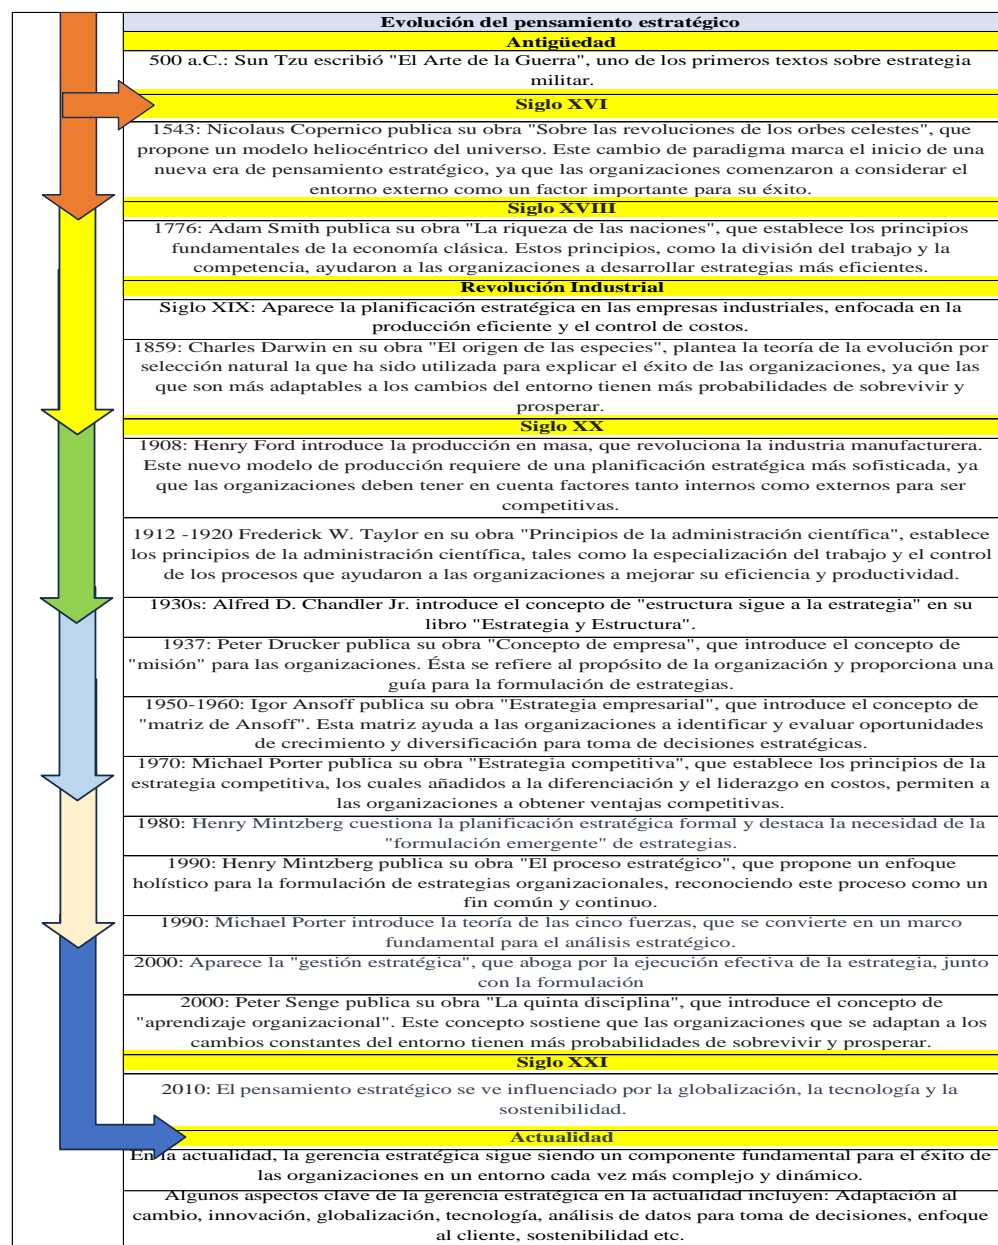 Evolución del pensamiento estratégico
Antigüedad
500 a.C.: Sun Tzu escribió "El Arte de la Guerra", uno de los primeros textos sobre estrategia
militar.
Siglo XVI
1543: Nicolaus Copernico publica su obra "Sobre las revoluciones de los orbes celestes", que
propone un modelo heliocéntrico del universo. Este cambio de paradigma marca el inicio de una
nueva era de pensamiento estratégico, ya que las organizaciones comenzaron a considerar el
entorno externo como un factor importante para su éxito.
Siglo XVIII
1776: Adam Smith publica su obra "La riqueza de las naciones", que establece los principios
fundamentales de la economía clásica. Estos principios, como la división del trabajo y la
competencia, ayudaron a las organizaciones a desarrollar estrategias más eficientes.
Revolución Industrial
Siglo XIX: Aparece la planificación estratégica en las empresas industriales, enfocada en la
producción eficiente y el control de costos.
1859: Charles Darwin en su obra "El origen de las especies", plantea la teoría de la evolución por
selección natural la que ha sido utilizada para explicar el éxito de las organizaciones, ya que las
que son más adaptables a los cambios del entorno tienen más probabilidades de sobrevivir y
prosperar.
Siglo XX
1908: Henry Ford introduce la producción en masa, que revoluciona la industria manufacturera.
Este nuevo modelo de producción requiere de una planificación estratégica más sofisticada, ya
que las organizaciones deben tener en cuenta factores tanto internos como externos para ser
competitivas.
1912 -1920 Frederick W. Taylor en su obra "Principios de la administración científica", establece
los principios de la administración científica, tales como la especialización del trabajo y el control
de los procesos que ayudaron a las organizaciones a mejorar su eficiencia y productividad.
1930s: Alfred D. Chandler Jr. introduce el concepto de "estructura sigue a la estrategia" en su
libro "Estrategia y Estructura".
1937: Peter Drucker publica su obra "Concepto de empresa", que introduce el concepto de
"misión" para las organizaciones. Ésta se refiere al propósito de la organización y proporciona una
guía para la formulación de estrategias.
1950-1960: Igor Ansoff publica su obra "Estrategia empresarial", que introduce el concepto de
"matriz de Ansoff". Esta matriz ayuda a las organizaciones a identificar y evaluar oportunidades
de crecimiento y diversificación para toma de decisiones estratégicas.
1970: Michael Porter publica su obra "Estrategia competitiva", que establece los principios de la
estrategia competitiva, los cuales añadidos a la diferenciación y el liderazgo en costos, permiten a
las organizaciones a obtener ventajas competitivas.
1980: Henry Mintzberg cuestiona la planificación estratégica formal y destaca la necesidad de la
"formulación emergente" de estrategias.
1990: Henry Mintzberg publica su obra "El proceso estratégico", que propone un enfoque
holístico para la formulación de estrategias organizacionales, reconociendo este proceso como un
fin común y continuo.
1990: Michael Porter introduce la teoría de las cinco fuerzas, que se convierte en un marco
fundamental para el análisis estratégico.
2000: Aparece la "gestión estratégica", que aboga por la ejecución efectiva de la estrategia, junto
con la formulación
2000: Peter Senge publica su obra "La quinta disciplina", que introduce el concepto de
"aprendizaje organizacional". Este concepto sostiene que las organizaciones que se adaptan a los
cambios constantes del entorno tienen más probabilidades de sobrevivir y prosperar.
Siglo XXI
2010: El pensamiento estratégico se ve influenciado por la globalización, la tecnología y la
sostenibilidad.
Actualidad
En la actualidad, la gerencia estratégica sigue siendo un componente fundamental para el éxito de
las organizaciones en un entorno cada vez más complejo y dinámico.
Algunos aspectos clave de la gerencia estratégica en la actualidad incluyen: Adaptación al
cambio, innovación, globalización, tecnología, análisis de datos para toma de decisiones, enfoque
al cliente, sostenibilidad etc.